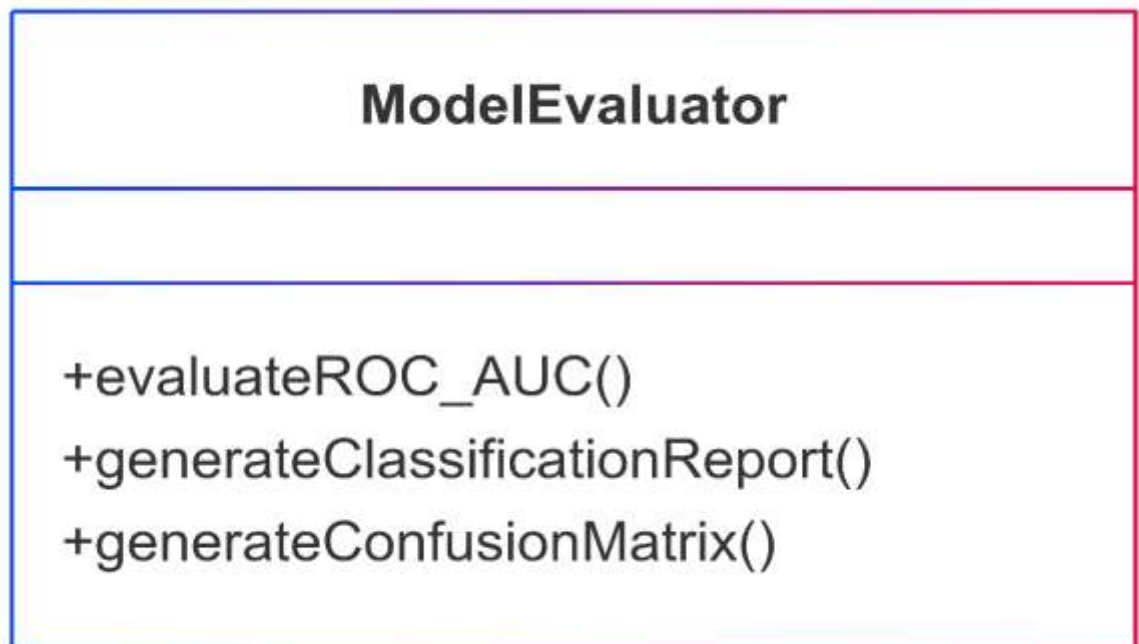 ModelEvaluator
+evaluateROC_AUC()
+generateClassificationReport()
+generateConfusionMatrix()